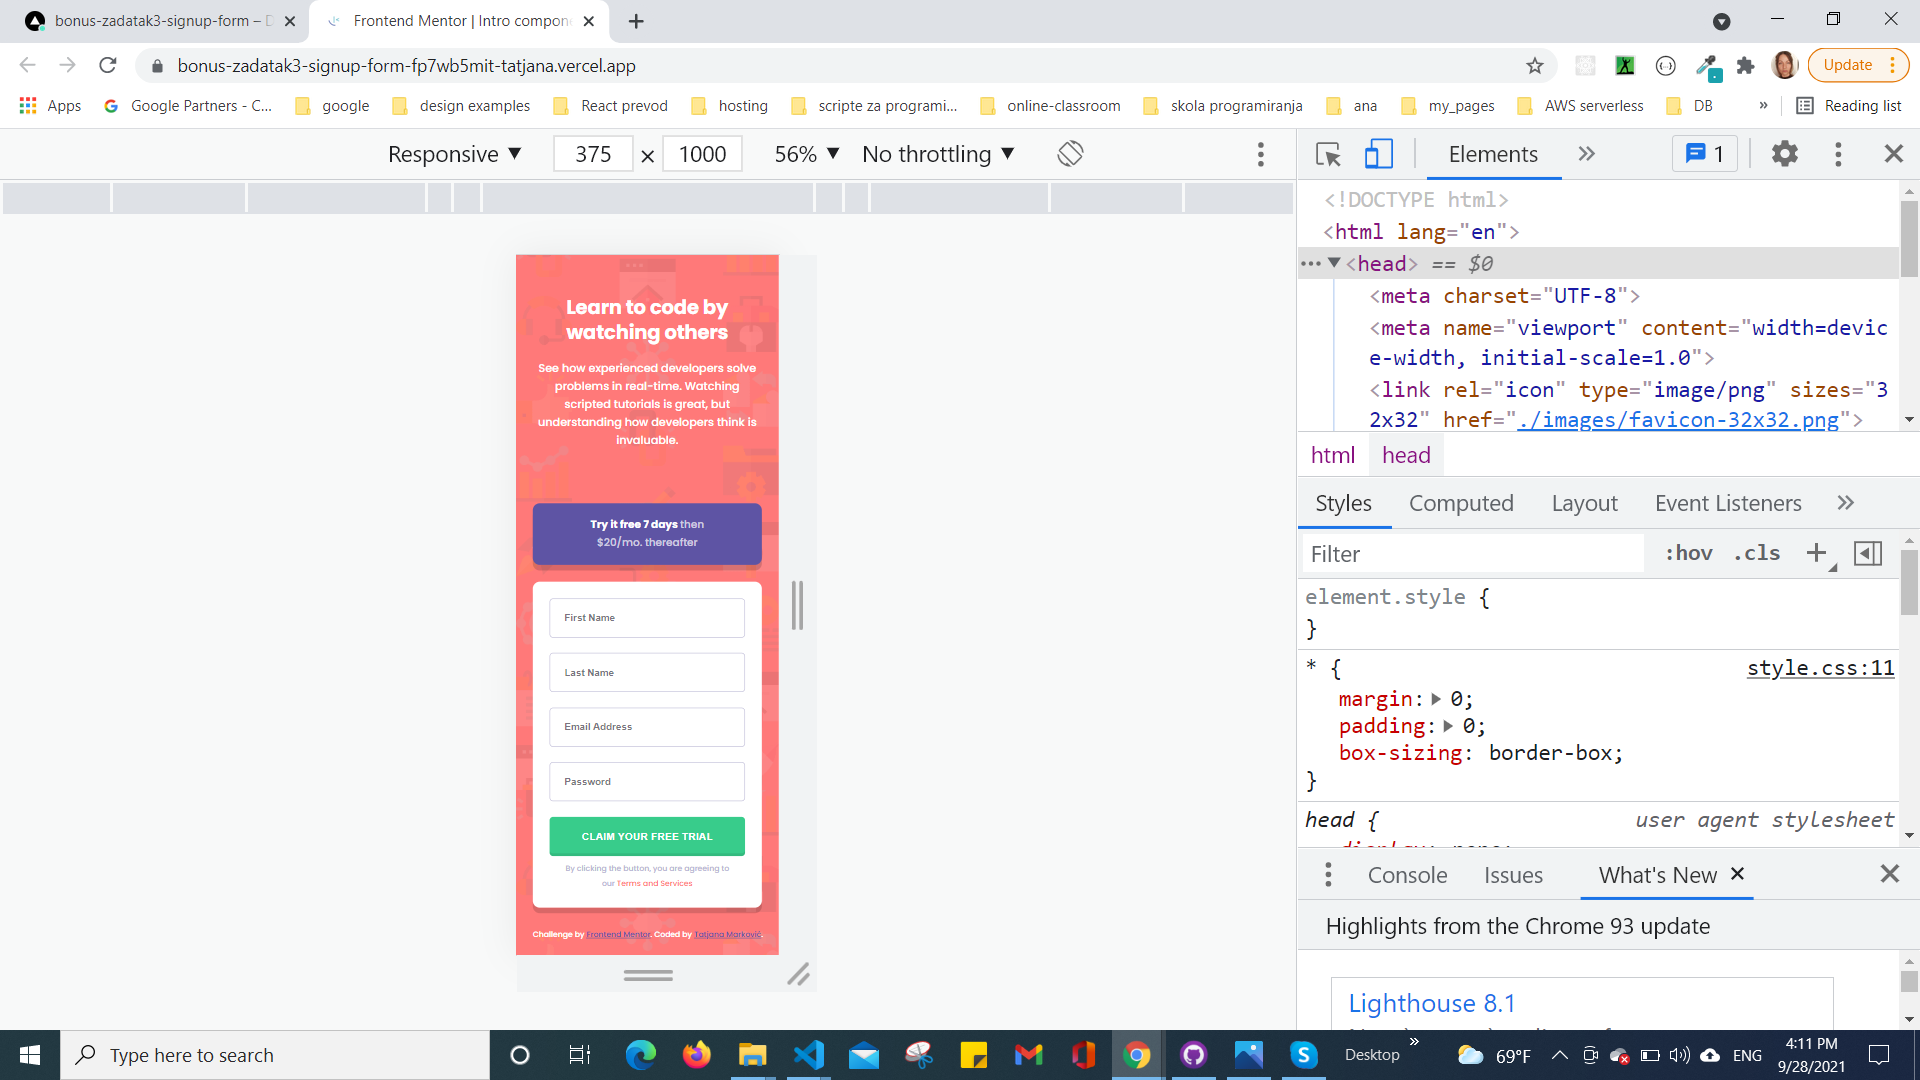 bonus-zadatak3-signup-form – D
Frontend Mentor | Intro compone
bonus-zadatak3-signup-form-fp7wb5mit-tatjana.vercel.app
Update
Apps
Google Partners - C...
google
design examples
React prevod
hosting
scripte za programi...
online-classroom
skola programiranja
ana
my_pages
AWS serverless
DB
»
Reading list
Responsive ▼ 375 × 1000 56% ▼ No throttling ▼
Elements » 1
<!DOCTYPE html>
<html lang="en">
<head> == $0
<meta charset="UTF-8">
<meta name="viewport" content="width=devic
e-width, initial-scale=1.0">
<link rel="icon" type="image/png" sizes="3
2x32" href="./images/favicon-32x32.png">
html head
Styles Computed Layout Event Listeners »
Filter :hov .cls +
element.style {
}
* { style.css:11
margin: 0;
padding: 0;
box-sizing: border-box;
}
head { user agent stylesheet
display: none;
Console Issues What's New ×
Highlights from the Chrome 93 update
Lighthouse 8.1
Learn to code by
watching others
See how experienced developers solve
problems in real-time. Watching
scripted tutorials is great, but
understanding how developers think is
invaluable.
Try it free 7 days then
$20/mo. thereafter
First Name
Last Name
Email Address
Password
CLAIM YOUR FREE TRIAL
By clicking the button, you are agreeing to
our Terms and Services
Challenge by Frontend Mentor. Coded by Tatjana Marković.
Type here to search
Desktop »
69°F
ENG
4:11 PM
9/28/2021